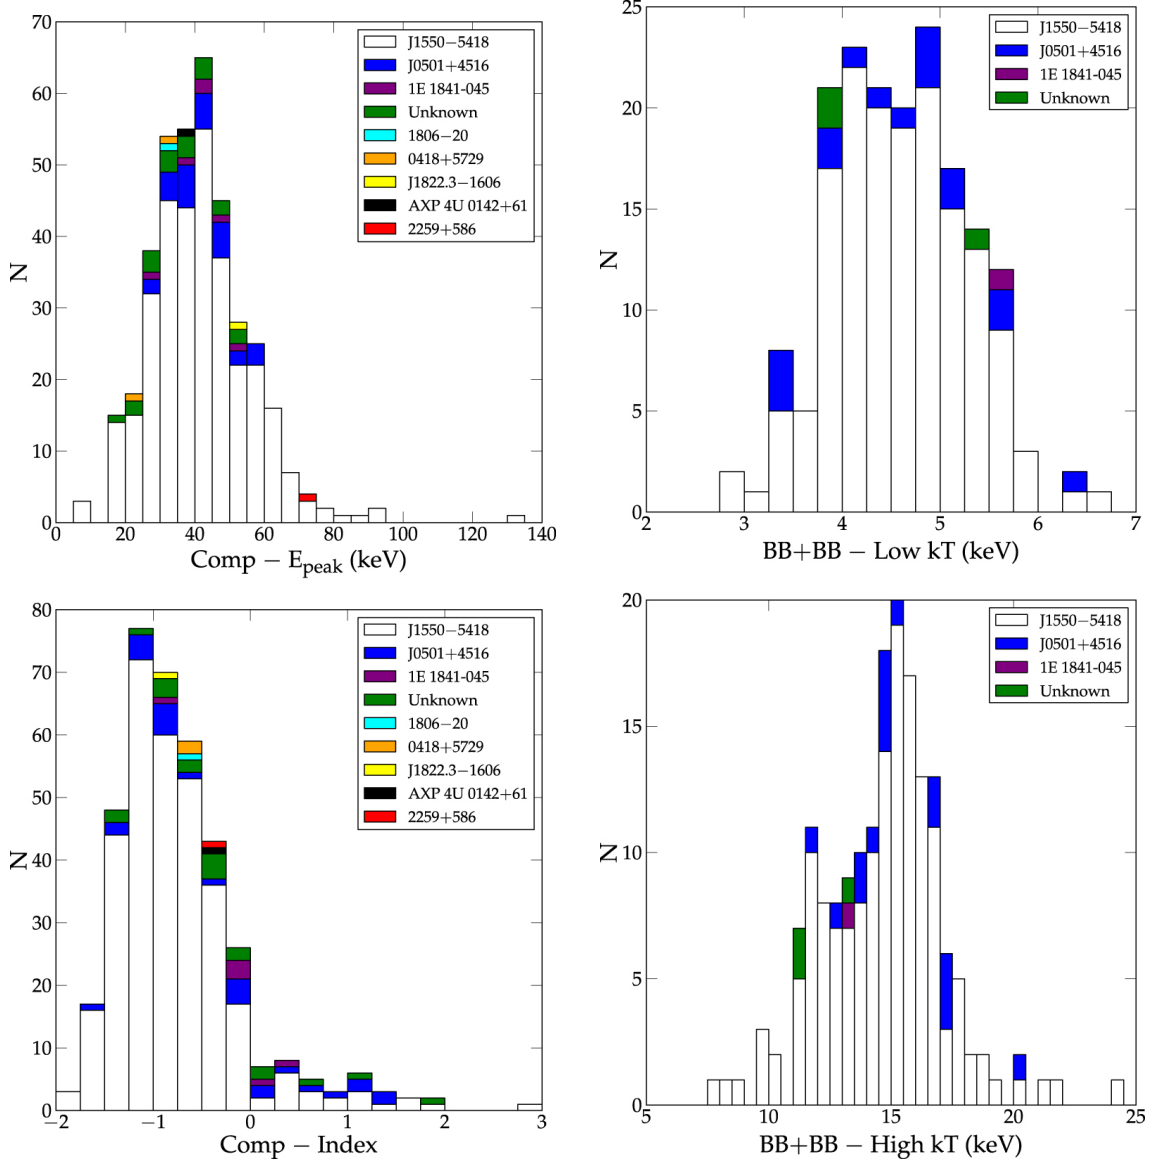 70
60
50
40
30
20
10
0
N
0 20 40 60 80 100 120 140
Comp − E_peak (keV)
J1550−5418
J0501+4516
1E 1841-045
Unknown
1806−20
0418+5729
J1822.3−1606
AXP 4U 0142+61
2259+586
25
20
15
10
5
0
N
2 3 4 5 6 7
BB+BB − Low kT (keV)
J1550−5418
J0501+4516
1E 1841-045
Unknown
80
70
60
50
40
30
20
10
0
N
−2 −1 0 1 2 3
Comp − Index
J1550−5418
J0501+4516
1E 1841-045
Unknown
1806−20
0418+5729
J1822.3−1606
AXP 4U 0142+61
2259+586
20
15
10
5
0
N
5 10 15 20 25
BB+BB − High kT (keV)
J1550−5418
J0501+4516
1E 1841-045
Unknown